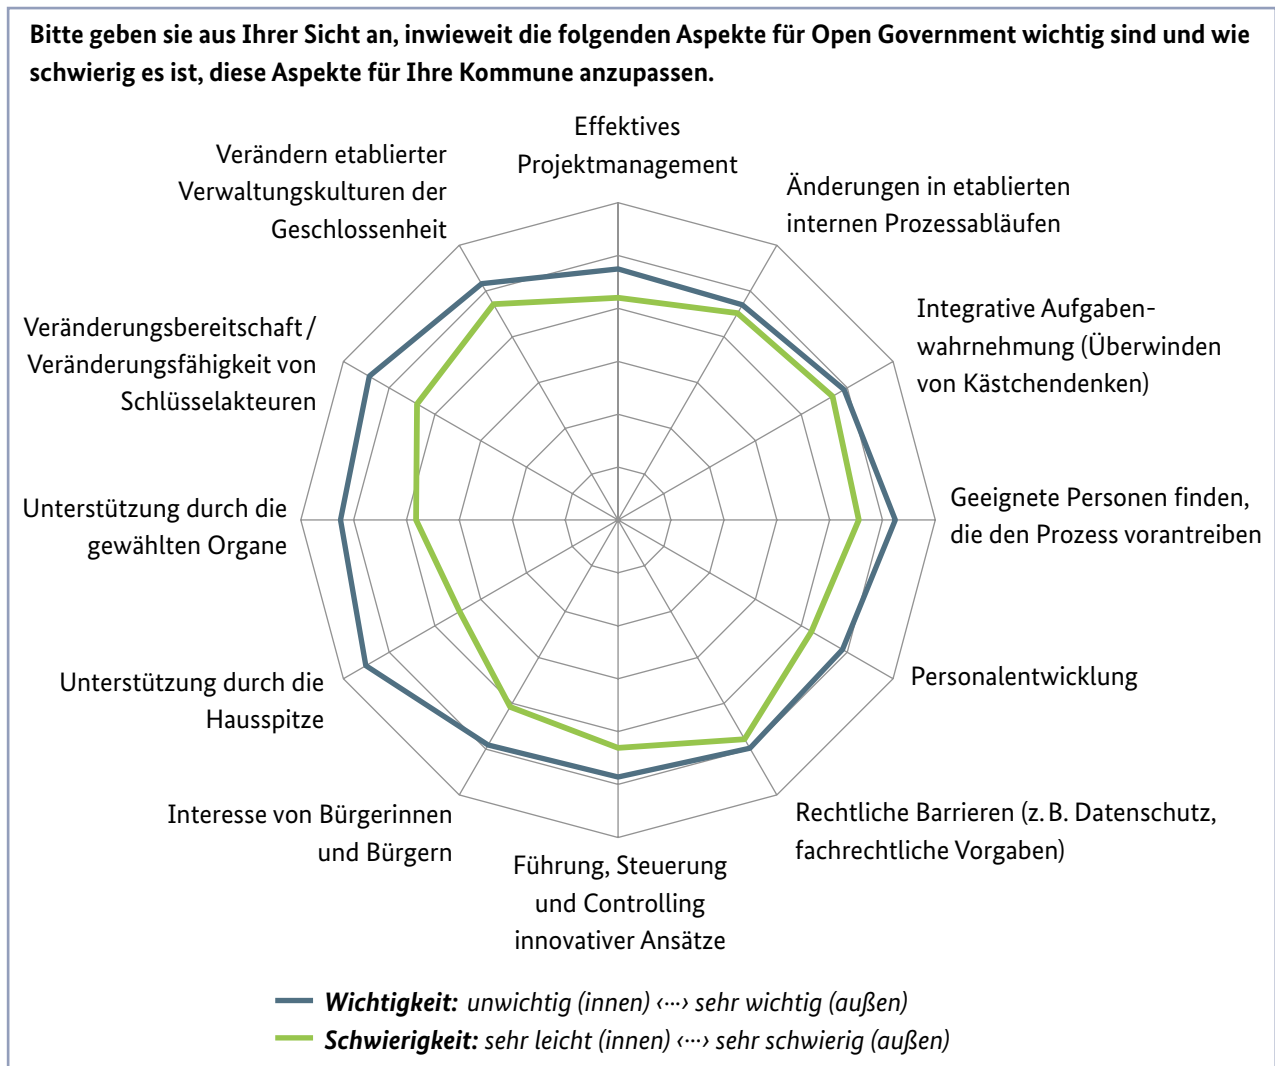 Bitte geben sie aus Ihrer Sicht an, inwieweit die folgenden Aspekte für Open Government wichtig sind und wie
schwierig es ist, diese Aspekte für Ihre Kommune anzupassen.
Effektives
Projektmanagement
Änderungen in etablierten
internen Prozessabläufen
Integrative Aufgaben-
wahrnehmung (Überwinden
von Kästchendenken)
Geeignete Personen finden,
die den Prozess vorantreiben
Personalentwicklung
Rechtliche Barrieren (z. B. Datenschutz,
fachrechtliche Vorgaben)
Führung, Steuerung
und Controlling
innovativer Ansätze
Interesse von Bürgerinnen
und Bürgern
Unterstützung durch die
Hausspitze
Unterstützung durch die
gewählten Organe
Veränderungsbereitschaft /
Veränderungsfähigkeit von
Schlüsselakteuren
Verändern etablierter
Verwaltungskulturen der
Geschlossenheit
Wichtigkeit: unwichtig (innen) ‹···› sehr wichtig (außen)
Schwierigkeit: sehr leicht (innen) ‹···› sehr schwierig (außen)